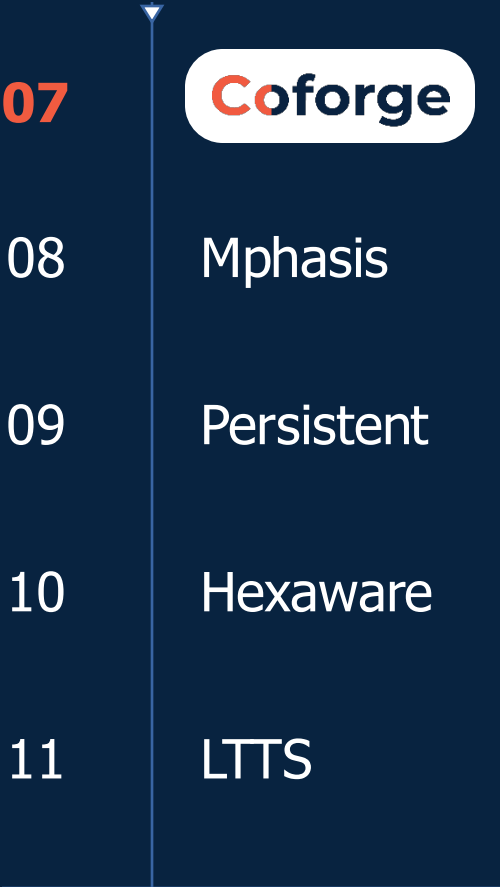 07 Coforge
08 Mphasis
09 Persistent
10 Hexaware
11 LTTS